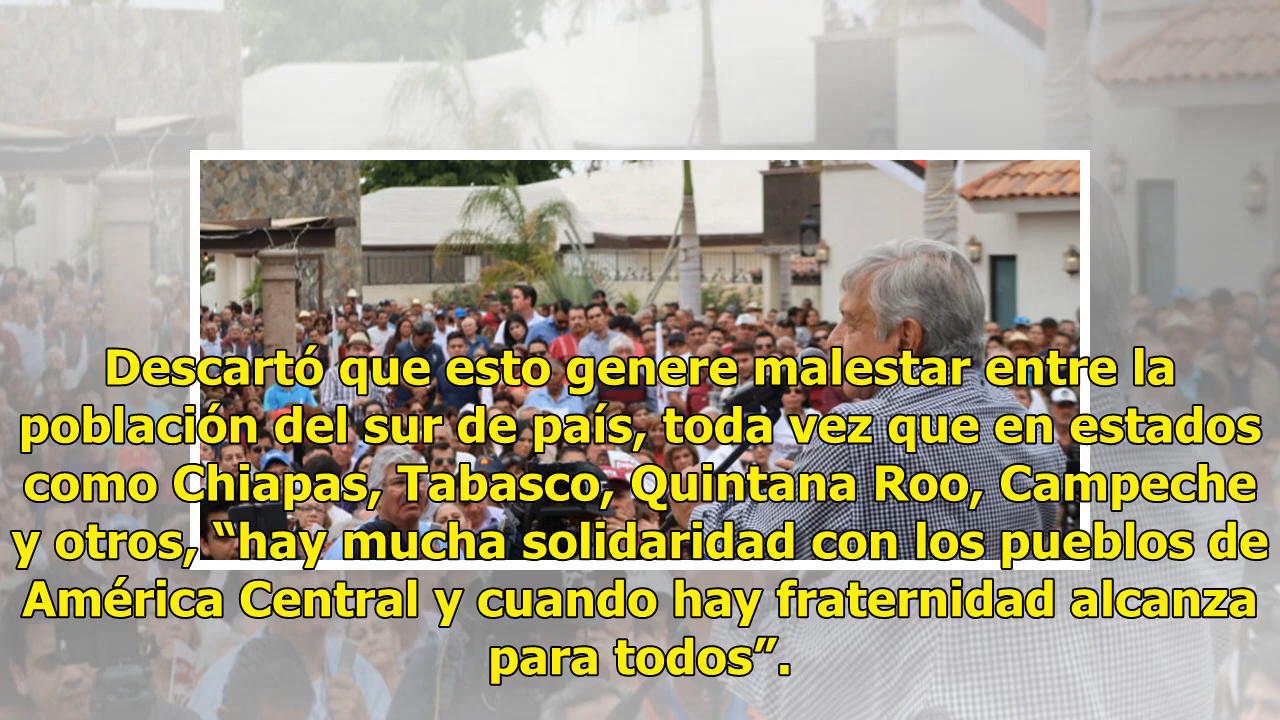 Descartó que esto genere malestar entre la
población del sur de país, toda vez que en estados
como Chiapas, Tabasco, Quintana Roo, Campeche
y otros, “hay mucha solidaridad con los pueblos de
América Central y cuando hay fraternidad alcanza
para todos”.